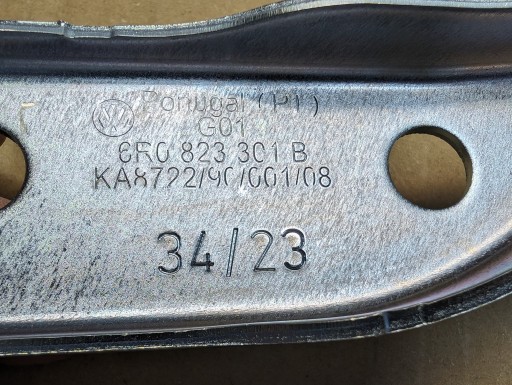 Portugal (PT)
G01
6R0 823 301 B
KA8722/90/001/08
34/23